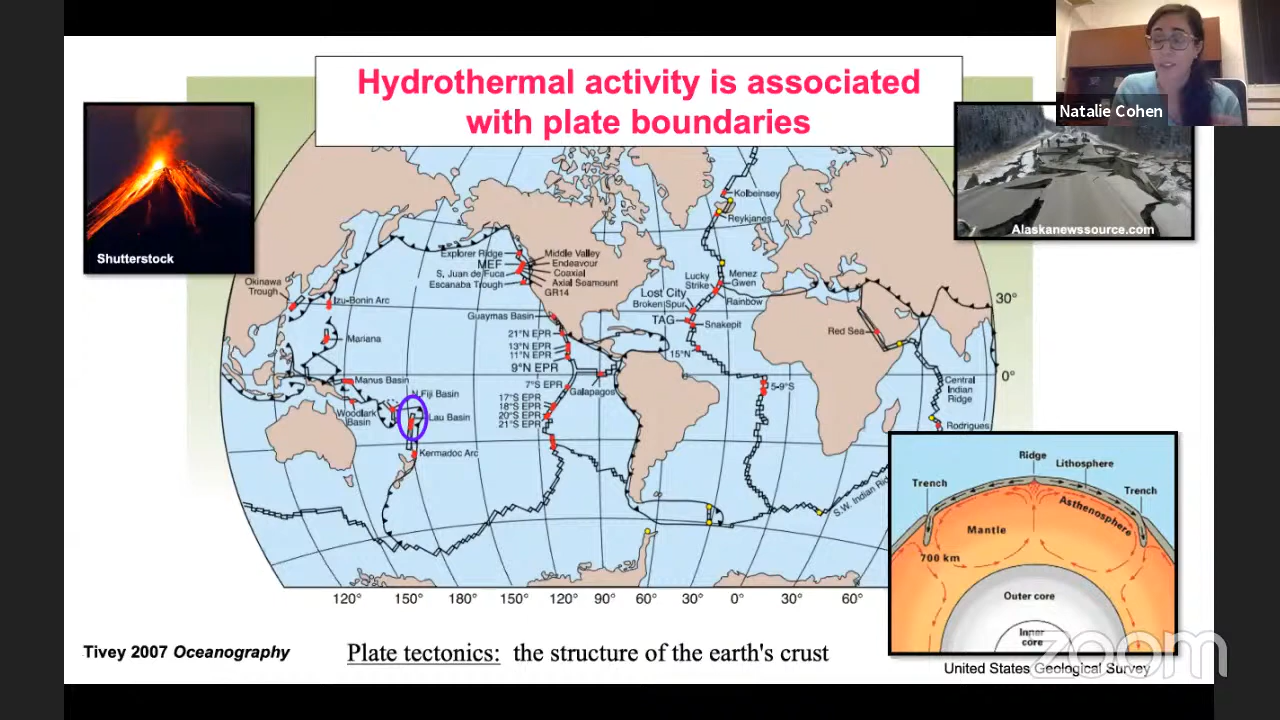 Hydrothermal activity is associated
with plate boundaries
Natalie Cohen
Shutterstock
Alaskanewssource.com
Kolbeinsey
Reykjanes
Explorer Ridge
MEF
S. Juan de Fuca
Escanaba Trough
Middle Valley
Endeavour
Coaxial
Axial Seamount
GR14
Okinawa
Trough
Izu-Bonin Arc
Mariana
Manus Basin
Woodlark
Basin
N.Fiji Basin
Lau Basin
Kermadoc Arc
Guaymas Basin
21°N EPR
13°N EPR
11°N EPR
9°N EPR
7°S EPR
17°S EPR
18°S EPR
20°S EPR
21°S EPR
Galapagos
Lucky
Strike
Menez
Gwen
Lost City
Broken Spur
Rainbow
TAG
Snakepit
15°N
0°
5-9°S
Red Sea
Central
Indian
Ridge
Rodrigues
S.W. Indian
30°
0°
120°
150°
180°
150°
120°
90°
60°
30°
0°
30°
60°
Ridge
Lithosphere
Trench
Trench
Asthenosphere
Mantle
700 km
Outer core
Inner
core
Tivey 2007 Oceanography
Plate tectonics: the structure of the earth's crust
United States Geological Survey
zoom